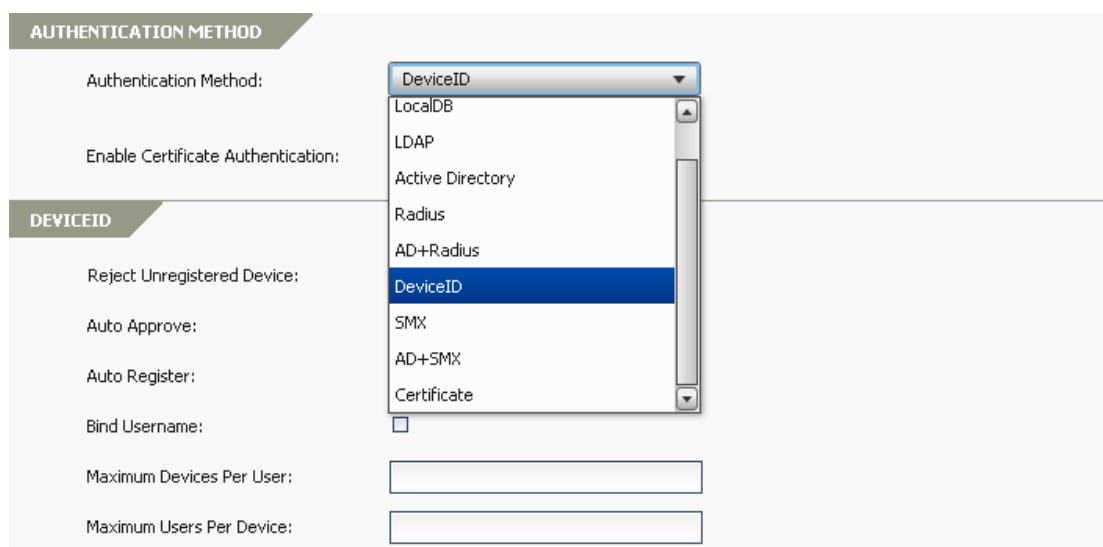 AUTHENTICATION METHOD
Authentication Method:
DeviceID
LocalDB
LDAP
Enable Certificate Authentication:
Active Directory
Radius
DEVICEID
AD+Radius
Reject Unregistered Device:
DeviceID
Auto Approve:
SMX
AD+SMX
Auto Register:
Certificate
Bind Username:
Maximum Devices Per User:
Maximum Users Per Device: